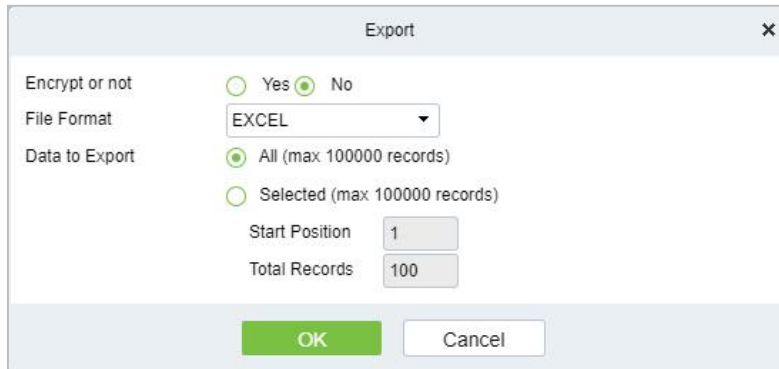 Export
Encrypt or not Yes No
File Format EXCEL
Data to Export All (max 100000 records)
Selected (max 100000 records)
Start Position 1
Total Records 100
OK Cancel